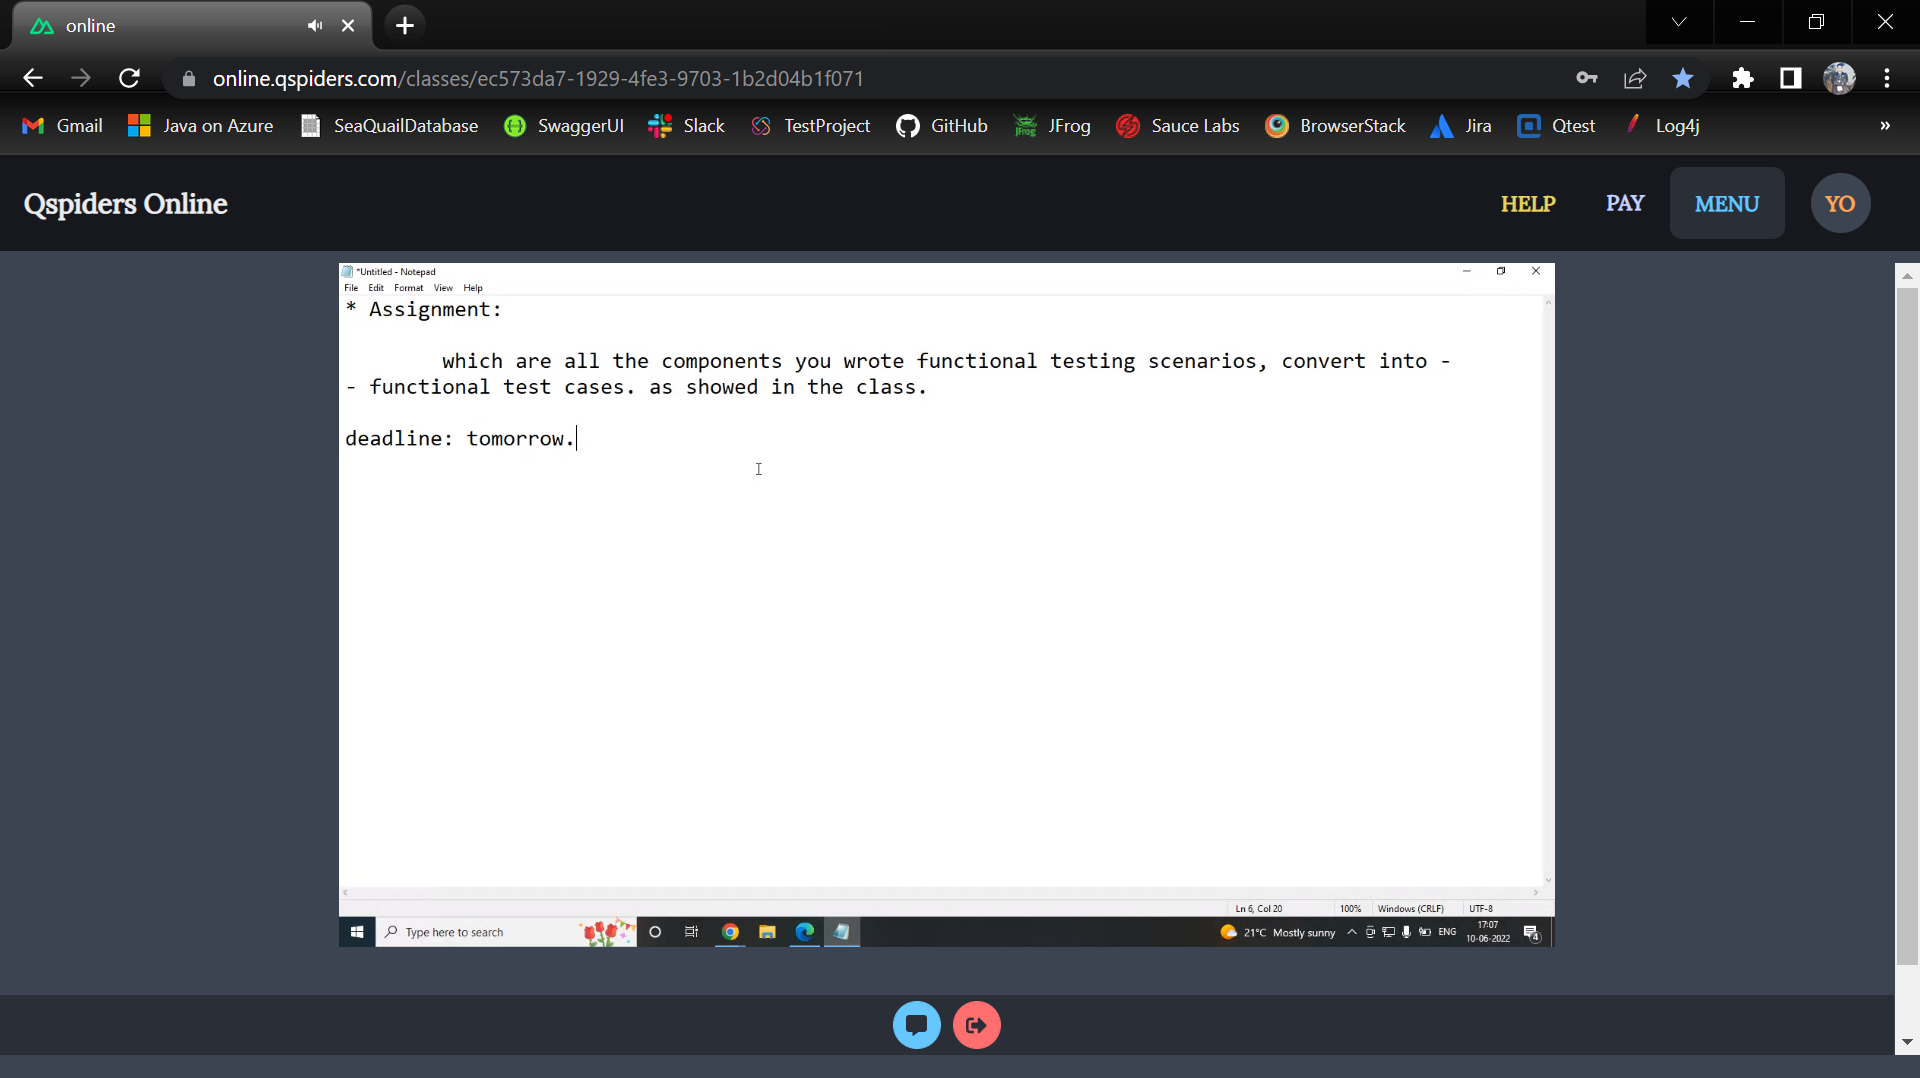 online
online.qspiders.com/classes/ec573da7-1929-4fe3-9703-1b2d04b1f071
Gmail Java on Azure SeaQuailDatabase SwaggerUI Slack TestProject GitHub JFrog Sauce Labs BrowserStack Jira Qtest Log4j »
Qspiders Online HELP PAY MENU YO
*Untitled - Notepad
File Edit Format View Help
* Assignment:
which are all the components you wrote functional testing scenarios, convert into -
- functional test cases. as showed in the class.
deadline: tomorrow.
Ln 6, Col 20 100% Windows (CRLF) UTF-8
Type here to search 21°C Mostly sunny ENG 17:07
10-06-2022 4